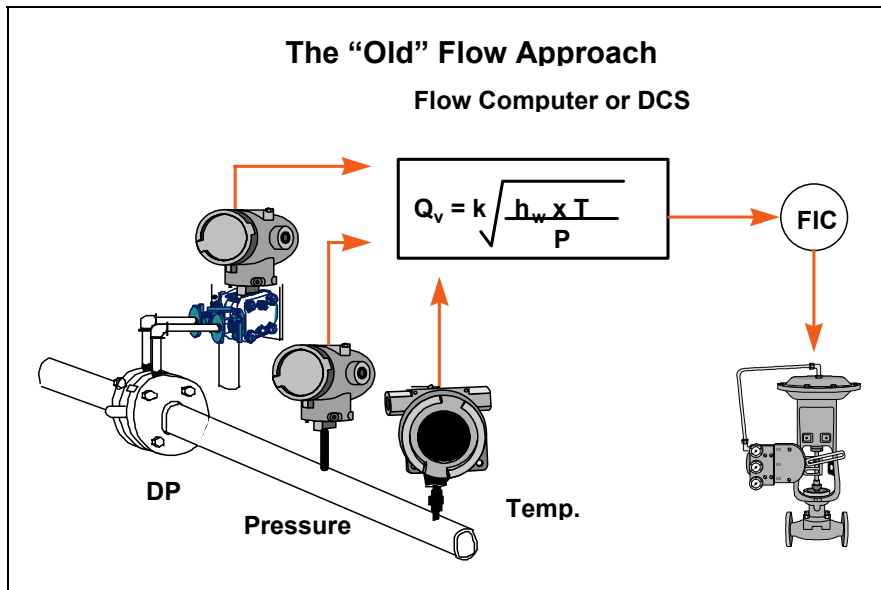 The “Old” Flow Approach
Flow Computer or DCS
Qv = k √ hw x T
P
FIC
DP
Pressure
Temp.